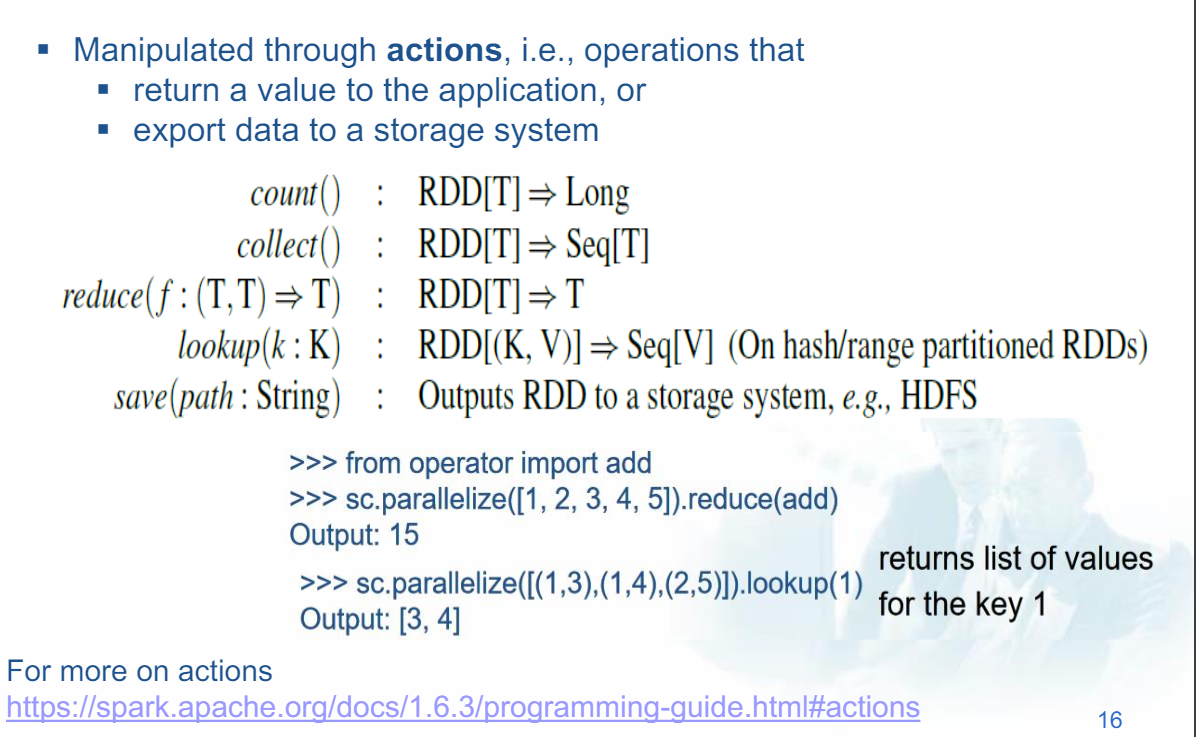 ▪ Manipulated through actions, i.e., operations that
▪ return a value to the application, or
▪ export data to a storage system
count() : RDD[T] ⇒ Long
collect() : RDD[T] ⇒ Seq[T]
reduce(f : (T,T) ⇒ T) : RDD[T] ⇒ T
lookup(k : K) : RDD[(K, V)] ⇒ Seq[V] (On hash/range partitioned RDDs)
save(path : String) : Outputs RDD to a storage system, e.g., HDFS
>>> from operator import add
>>> sc.parallelize([1, 2, 3, 4, 5]).reduce(add)
Output: 15
>>> sc.parallelize([(1,3),(1,4),(2,5)]).lookup(1)
Output: [3, 4]
returns list of values
for the key 1
For more on actions
https://spark.apache.org/docs/1.6.3/programming-guide.html#actions
16